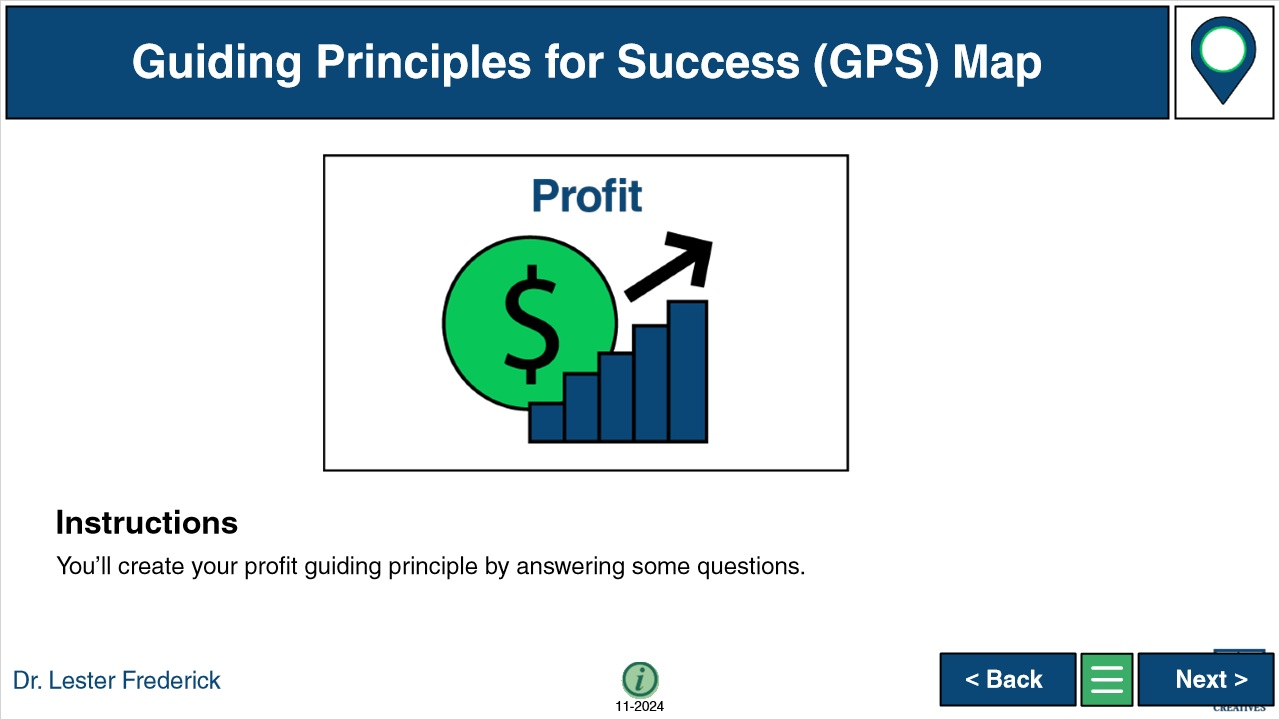 Guiding Principles for Success (GPS) Map
Profit
$
Instructions
You’ll create your profit guiding principle by answering some questions.
Dr. Lester Frederick
i
11-2024
< Back
Next >
CREATIVES